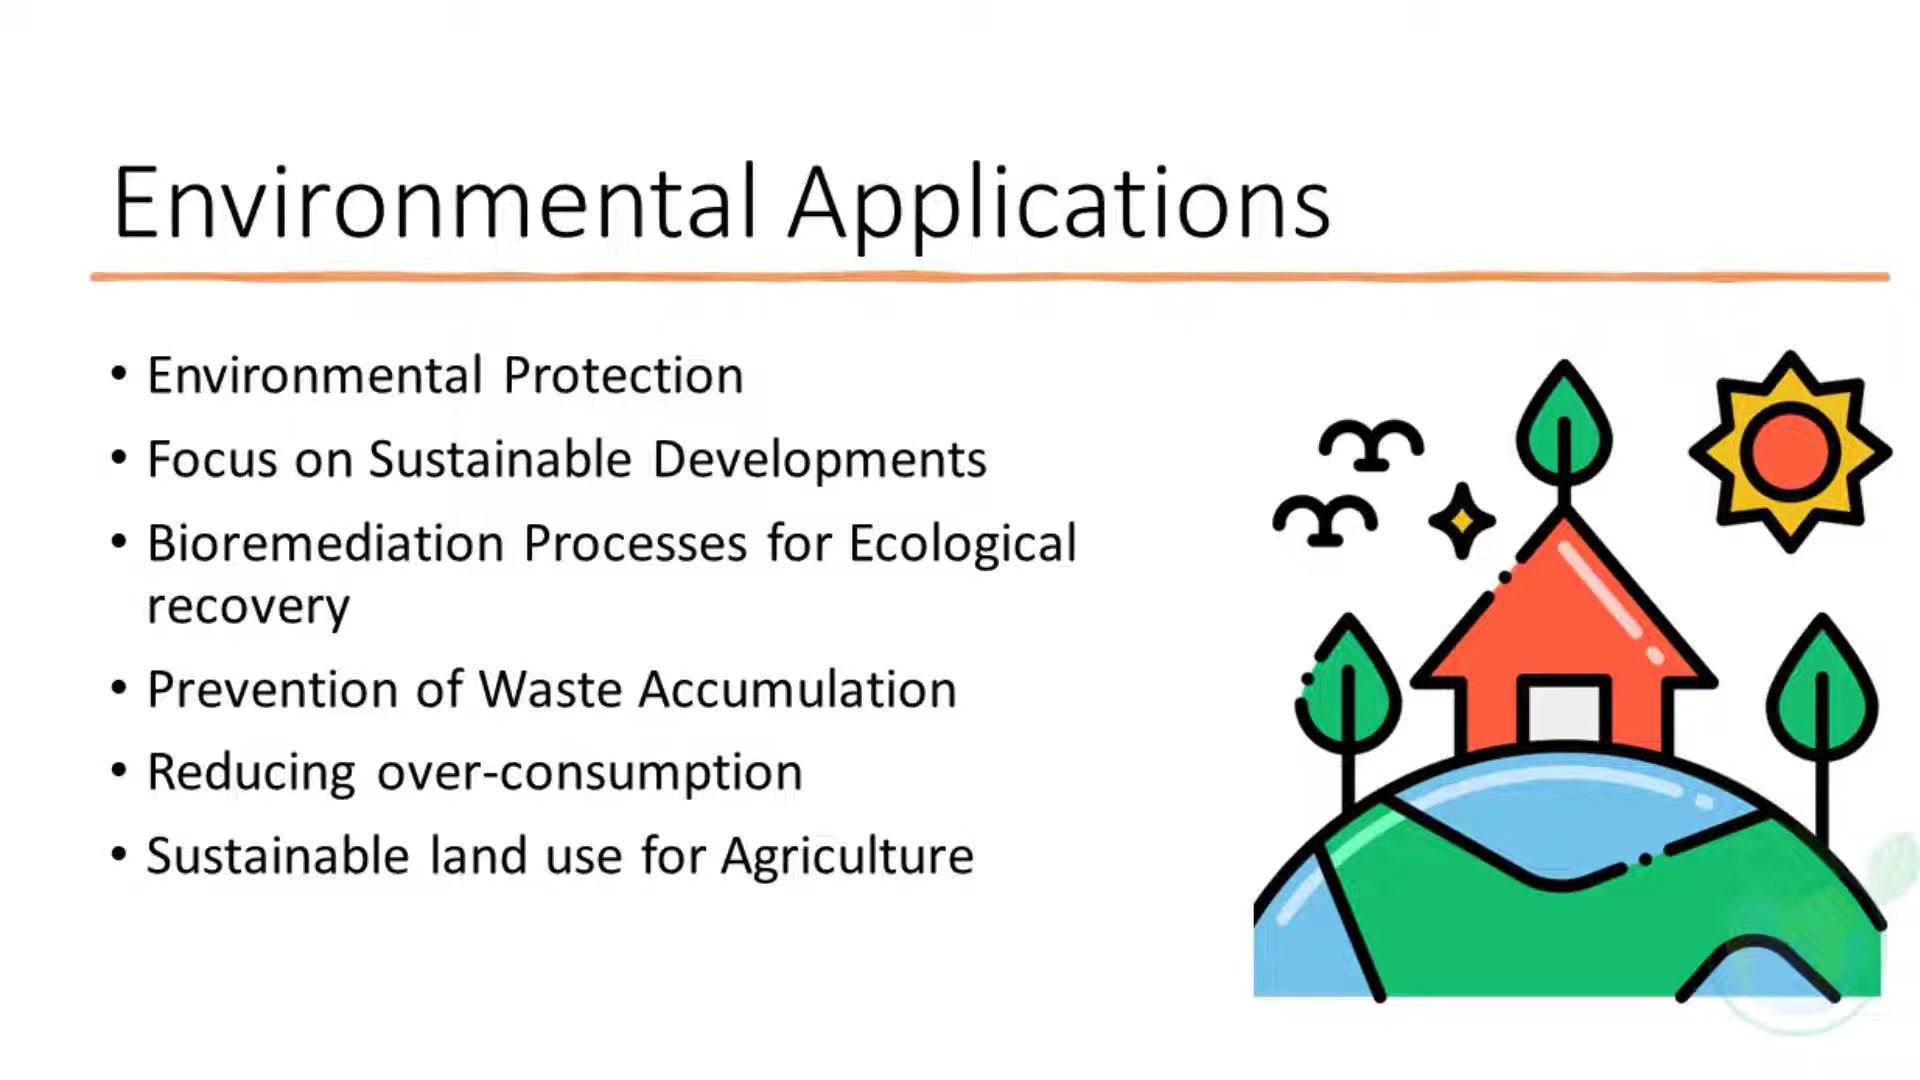 Environmental Applications
• Environmental Protection
• Focus on Sustainable Developments
• Bioremediation Processes for Ecological
recovery
• Prevention of Waste Accumulation
• Reducing over-consumption
• Sustainable land use for Agriculture